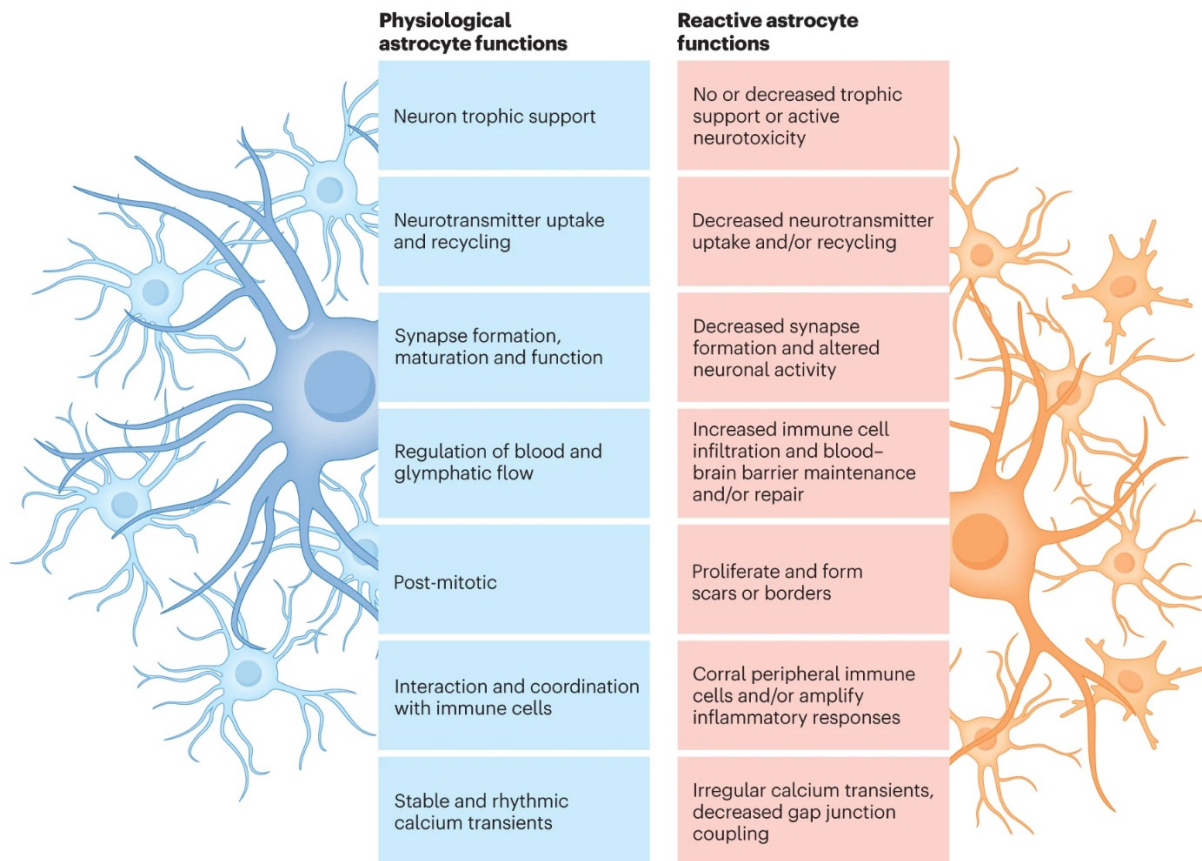 Physiological
astrocyte functions
Reactive astrocyte
functions
Neuron trophic support
No or decreased trophic
support or active
neurotoxicity
Neurotransmitter uptake
and recycling
Decreased neurotransmitter
uptake and/or recycling
Synapse formation,
maturation and function
Decreased synapse
formation and altered
neuronal activity
Regulation of blood and
glymphatic flow
Increased immune cell
infiltration and blood–
brain barrier maintenance
and/or repair
Post-mitotic
Proliferate and form
scars or borders
Interaction and coordination
with immune cells
Corral peripheral immune
cells and/or amplify
inflammatory responses
Stable and rhythmic
calcium transients
Irregular calcium transients,
decreased gap junction
coupling